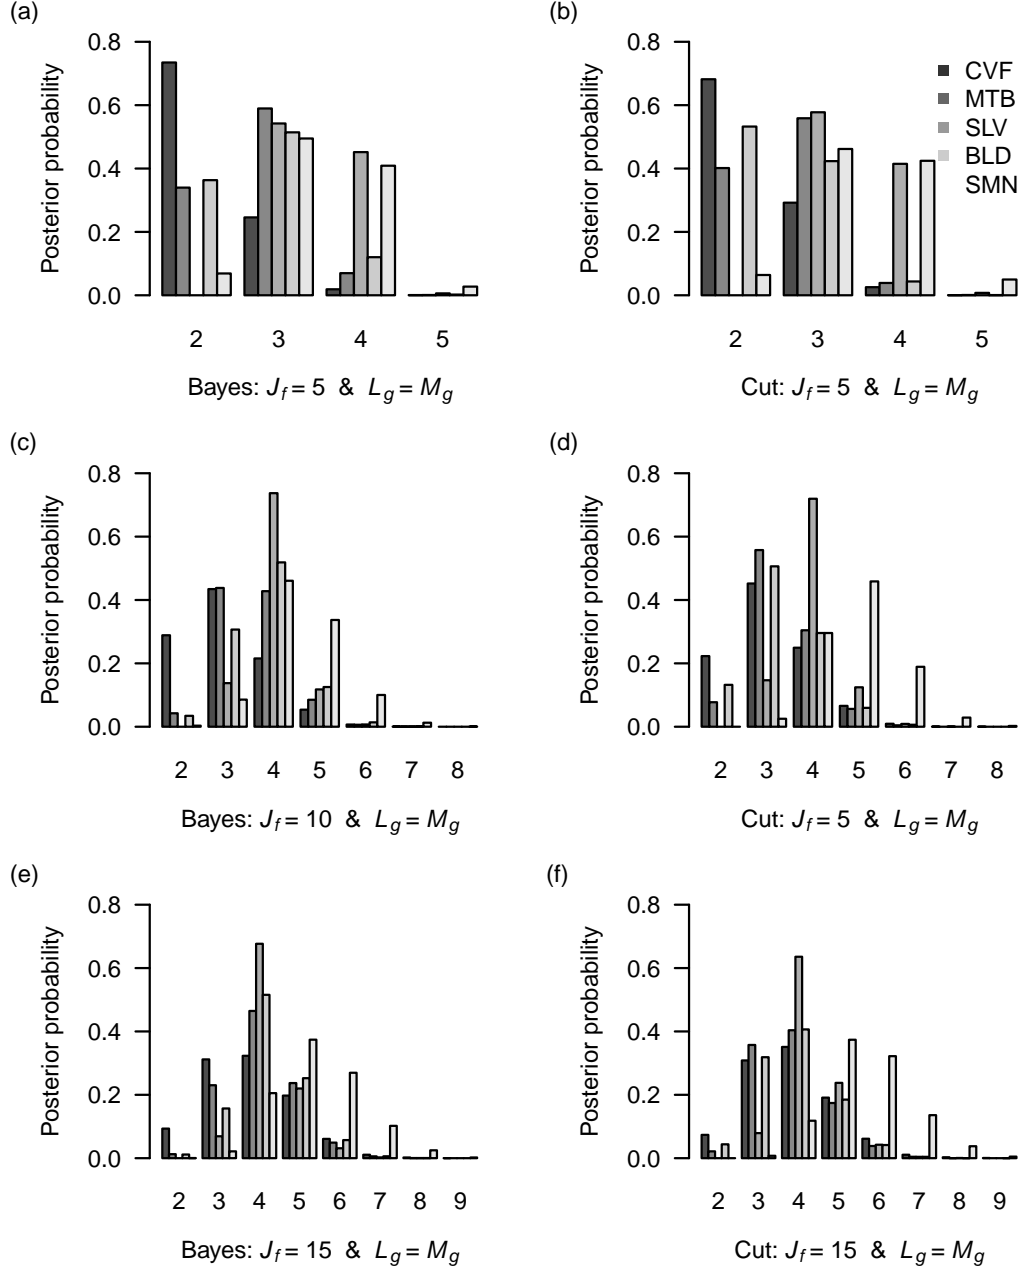 (a)
0.8
0.6
0.4
0.2
0.0
Posterior probability
2 3 4 5
Bayes: J_f = 5 & L_g = M_g
(b)
0.8
0.6
0.4
0.2
0.0
Posterior probability
CVF
MTB
SLV
BLD
SMN
2 3 4 5
Cut: J_f = 5 & L_g = M_g
(c)
0.8
0.6
0.4
0.2
0.0
Posterior probability
2 3 4 5 6 7 8
Bayes: J_f = 10 & L_g = M_g
(d)
0.8
0.6
0.4
0.2
0.0
Posterior probability
2 3 4 5 6 7 8
Cut: J_f = 5 & L_g = M_g
(e)
0.8
0.6
0.4
0.2
0.0
Posterior probability
2 3 4 5 6 7 8 9
Bayes: J_f = 15 & L_g = M_g
(f)
0.8
0.6
0.4
0.2
0.0
Posterior probability
2 3 4 5 6 7 8 9
Cut: J_f = 15 & L_g = M_g